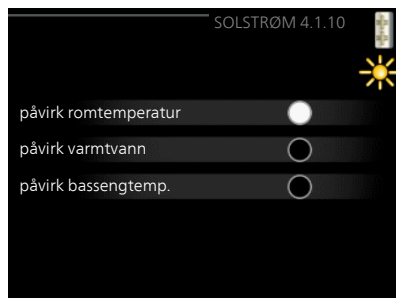 SOLSTRØM 4.1.10
påvirk romtemperatur
påvirk varmtvann
påvirk bassengtemp.